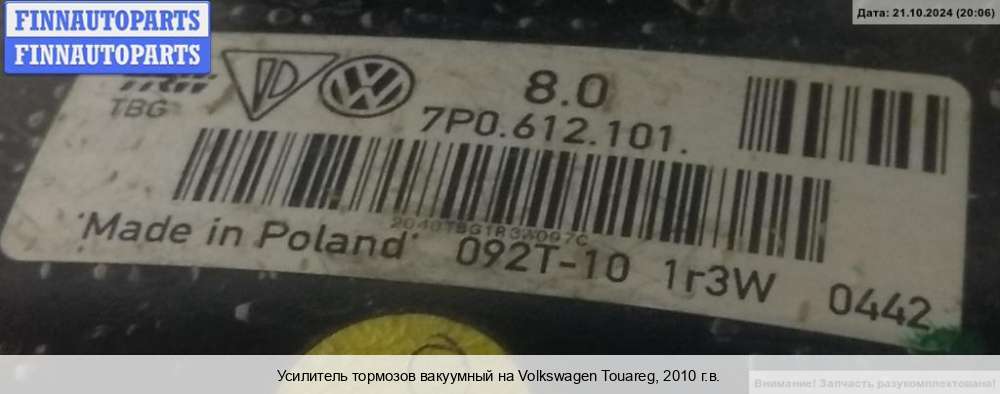 FINNAUTOPARTS
FINNAUTOPARTS
Дата: 21.10.2024 (20:06)
TRW
TBG
8.0
7P0.612.101.
Made in Poland
092T-10 1r3W 0442
Усилитель тормозов вакуумный на Volkswagen Touareg, 2010 г.в.
Внимание! Запчасть разукомплектована!